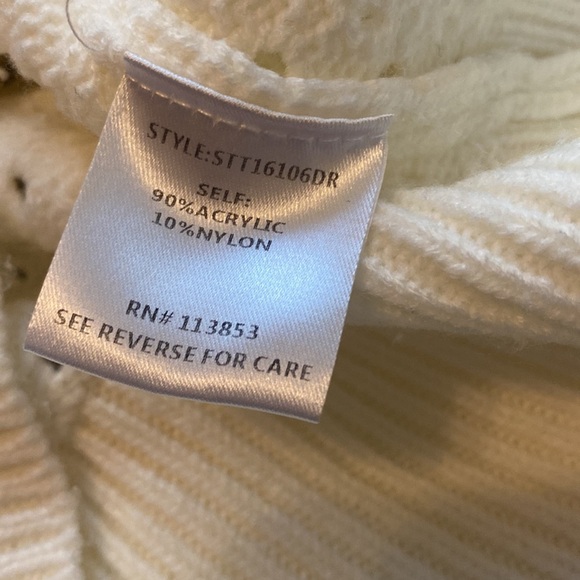 STYLE:STT16106DR
SELF:
90%ACRYLIC
10%NYLON
RN# 113853
SEE REVERSE FOR CARE